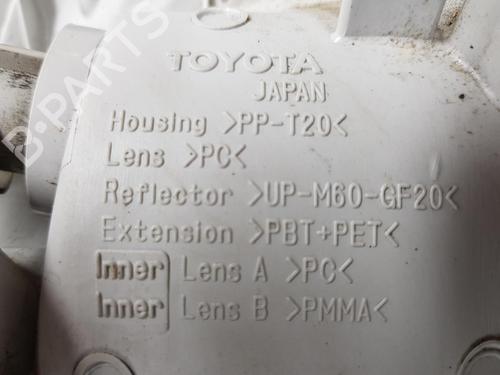 TOYOTA
JAPAN
Housing >PP-T20<
Lens >PC<
Reflector >UP-M60-GF20<
Extension >PBT+PET<
Inner Lens A >PC<
Inner Lens B >PMMA<